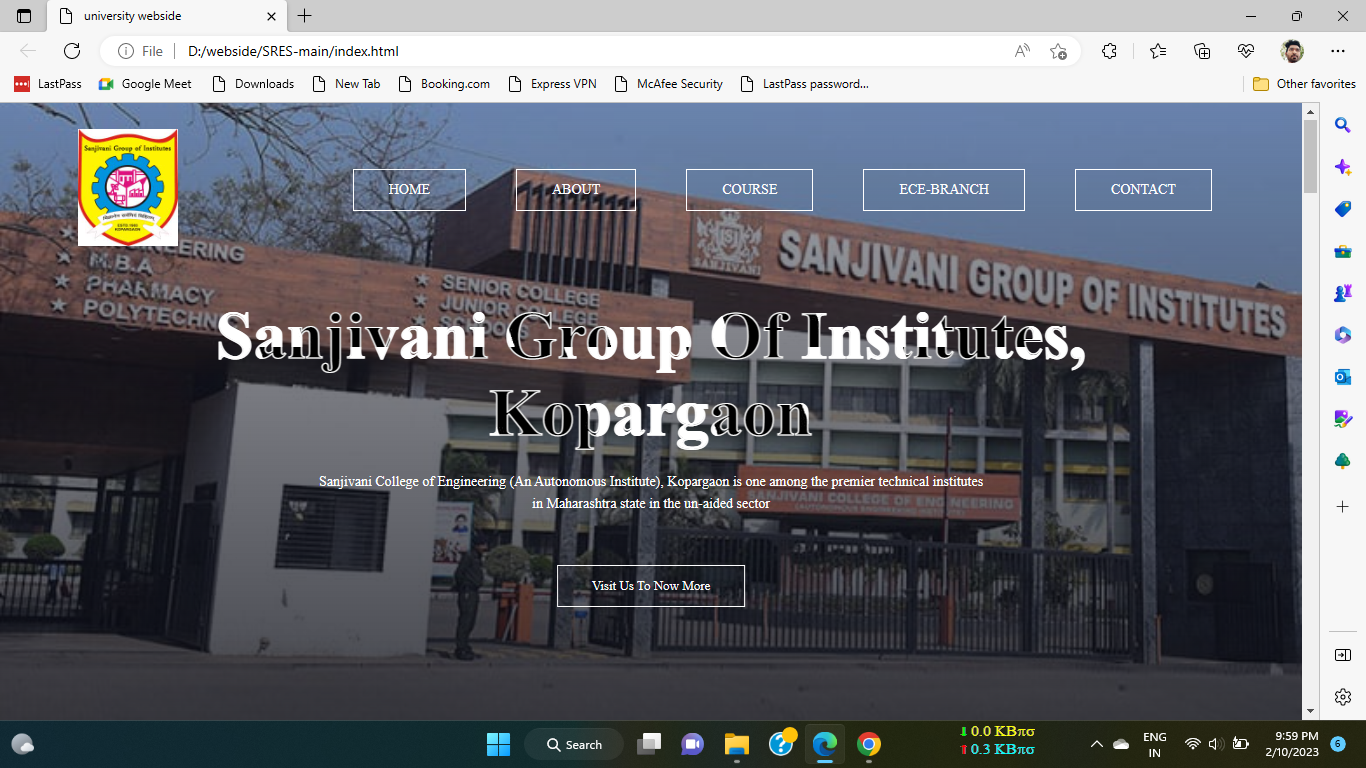 university webside
File
D:/webside/SRES-main/index.html
LastPass
Google Meet
Downloads
New Tab
Booking.com
Express VPN
McAfee Security
LastPass password...
Other favorites
Sanjivani Group of Institutes
ESTD 1983
KOPARGAON
HOME
ABOUT
COURSE
ECE-BRANCH
CONTACT
SANJIVANI
SANJIVANI GROUP OF INSTITUTES
M.B.A
PHARMACY
POLYTECHNIC
SENIOR COLLEGE
JUNIOR COLLEGE
Sanjivani Group Of Institutes,
Kopargaon
Sanjivani College of Engineering (An Autonomous Institute), Kopargaon is one among the premier technical institutes
in Maharashtra state in the un-aided sector
SANJIVANI COLLEGE OF ENGINEERING
Visit Us To Now More
Search
0.0 KBπσ
0.3 KBπσ
ENG
IN
9:59 PM
2/10/2023
6